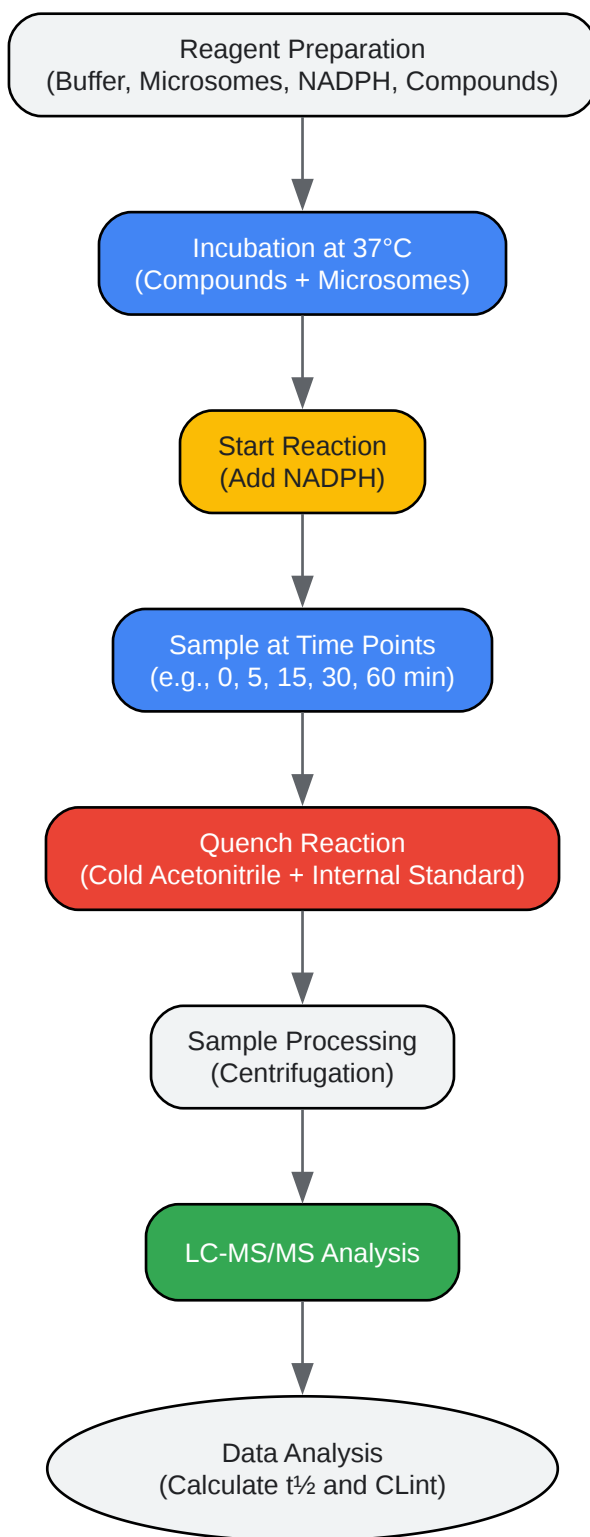 Reagent Preparation
(Buffer, Microsomes, NADPH, Compounds)
Incubation at 37°C
(Compounds + Microsomes)
Start Reaction
(Add NADPH)
Sample at Time Points
(e.g., 0, 5, 15, 30, 60 min)
Quench Reaction
(Cold Acetonitrile + Internal Standard)
Sample Processing
(Centrifugation)
LC-MS/MS Analysis
Data Analysis
(Calculate t½ and CLint)